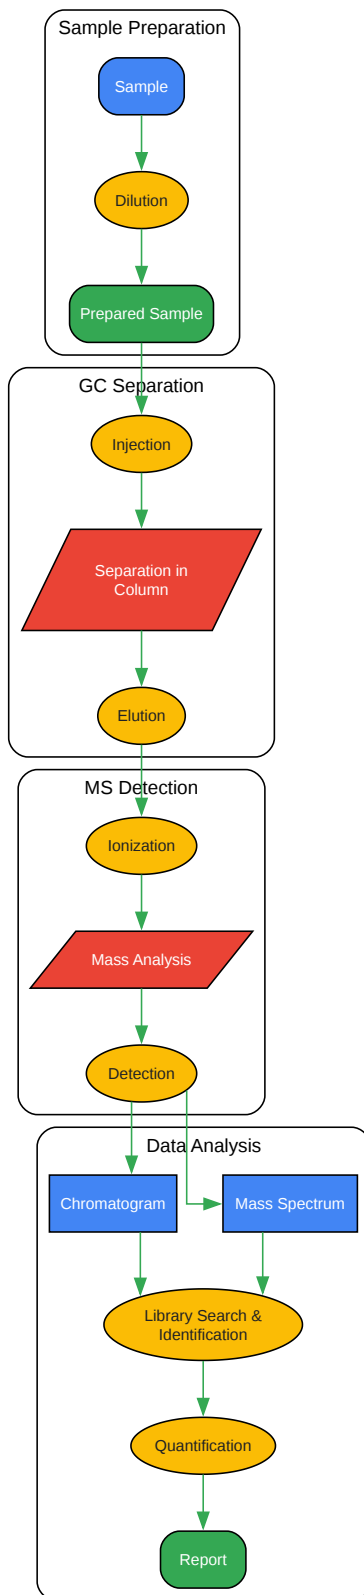 Sample Preparation
Sample
Dilution
Prepared Sample
GC Separation
Injection
Separation in
Column
Elution
MS Detection
Ionization
Mass Analysis
Detection
Data Analysis
Chromatogram
Mass Spectrum
Library Search &
Identification
Quantification
Report